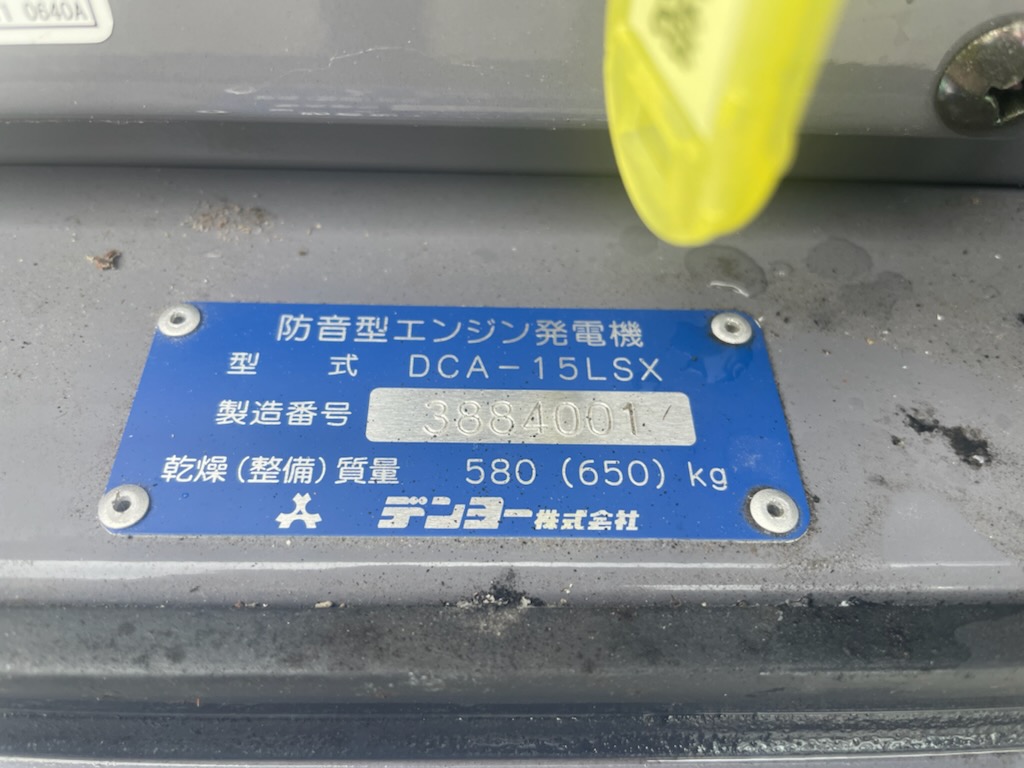 0640A
防音型エンジン発電機
型 式 DCA-15LSX
製造番号 3884001
乾燥(整備)質量 580 (650) kg
デンヨー株式会社